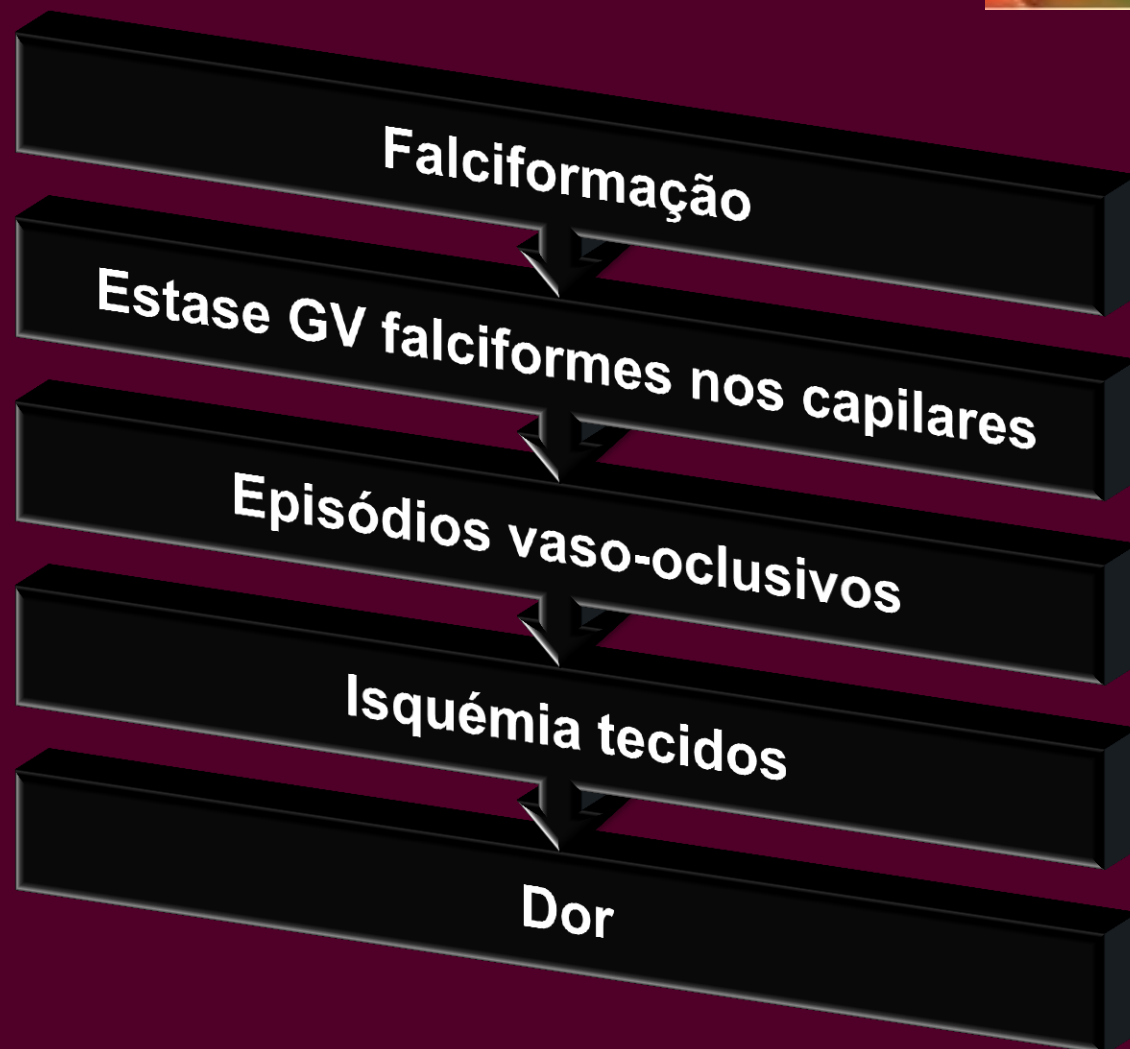 Falciformação
Estase GV falciformes nos capilares
Episódios vaso-oclusivos
Isquémia tecidos
Dor